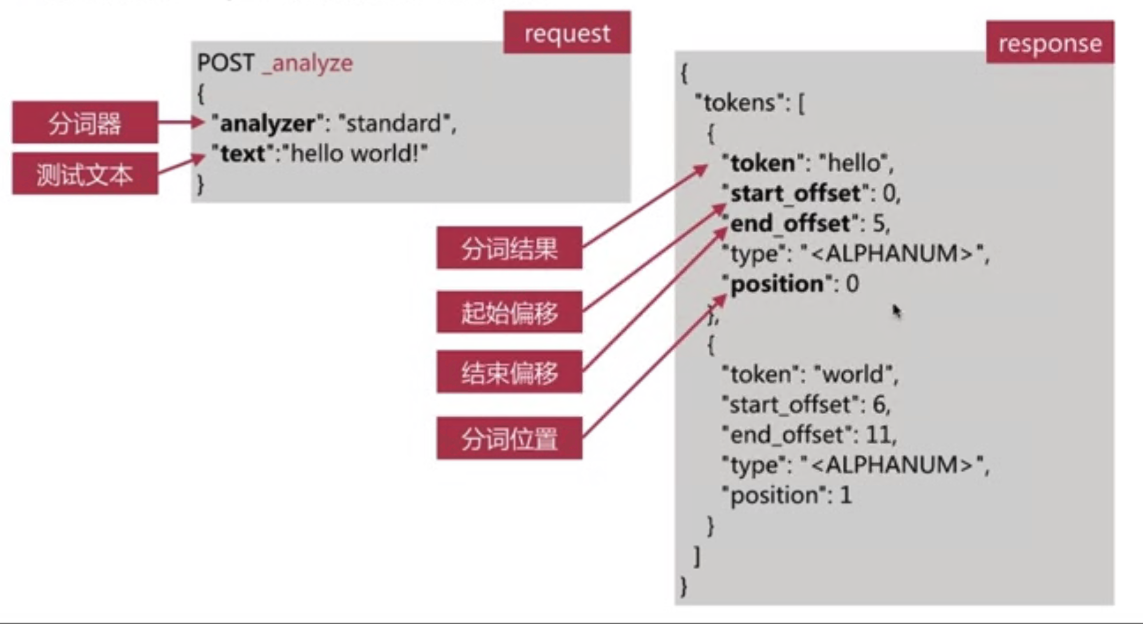 request
POST _analyze
{
"analyzer": "standard",
"text":"hello world!"
}
分词器
测试文本
response
{
"tokens": [
{
"token": "hello",
"start_offset": 0,
"end_offset": 5,
"type": "<ALPHANUM>",
"position": 0
},
{
"token": "world",
"start_offset": 6,
"end_offset": 11,
"type": "<ALPHANUM>",
"position": 1
}
]
}
分词结果
起始偏移
结束偏移
分词位置